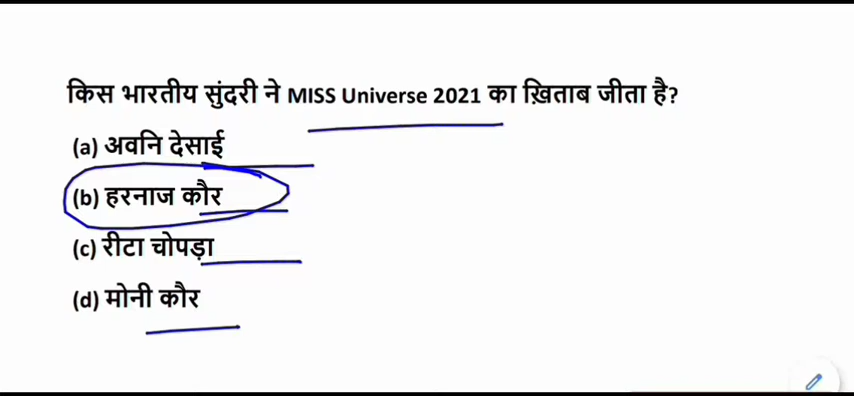 किस भारतीय सुंदरी ने MISS Universe 2021 का ख़िताब जीता है?
(a) अवनि देसाई
(b) हरनाज कौर
(c) रीटा चोपड़ा
(d) मोनी कौर